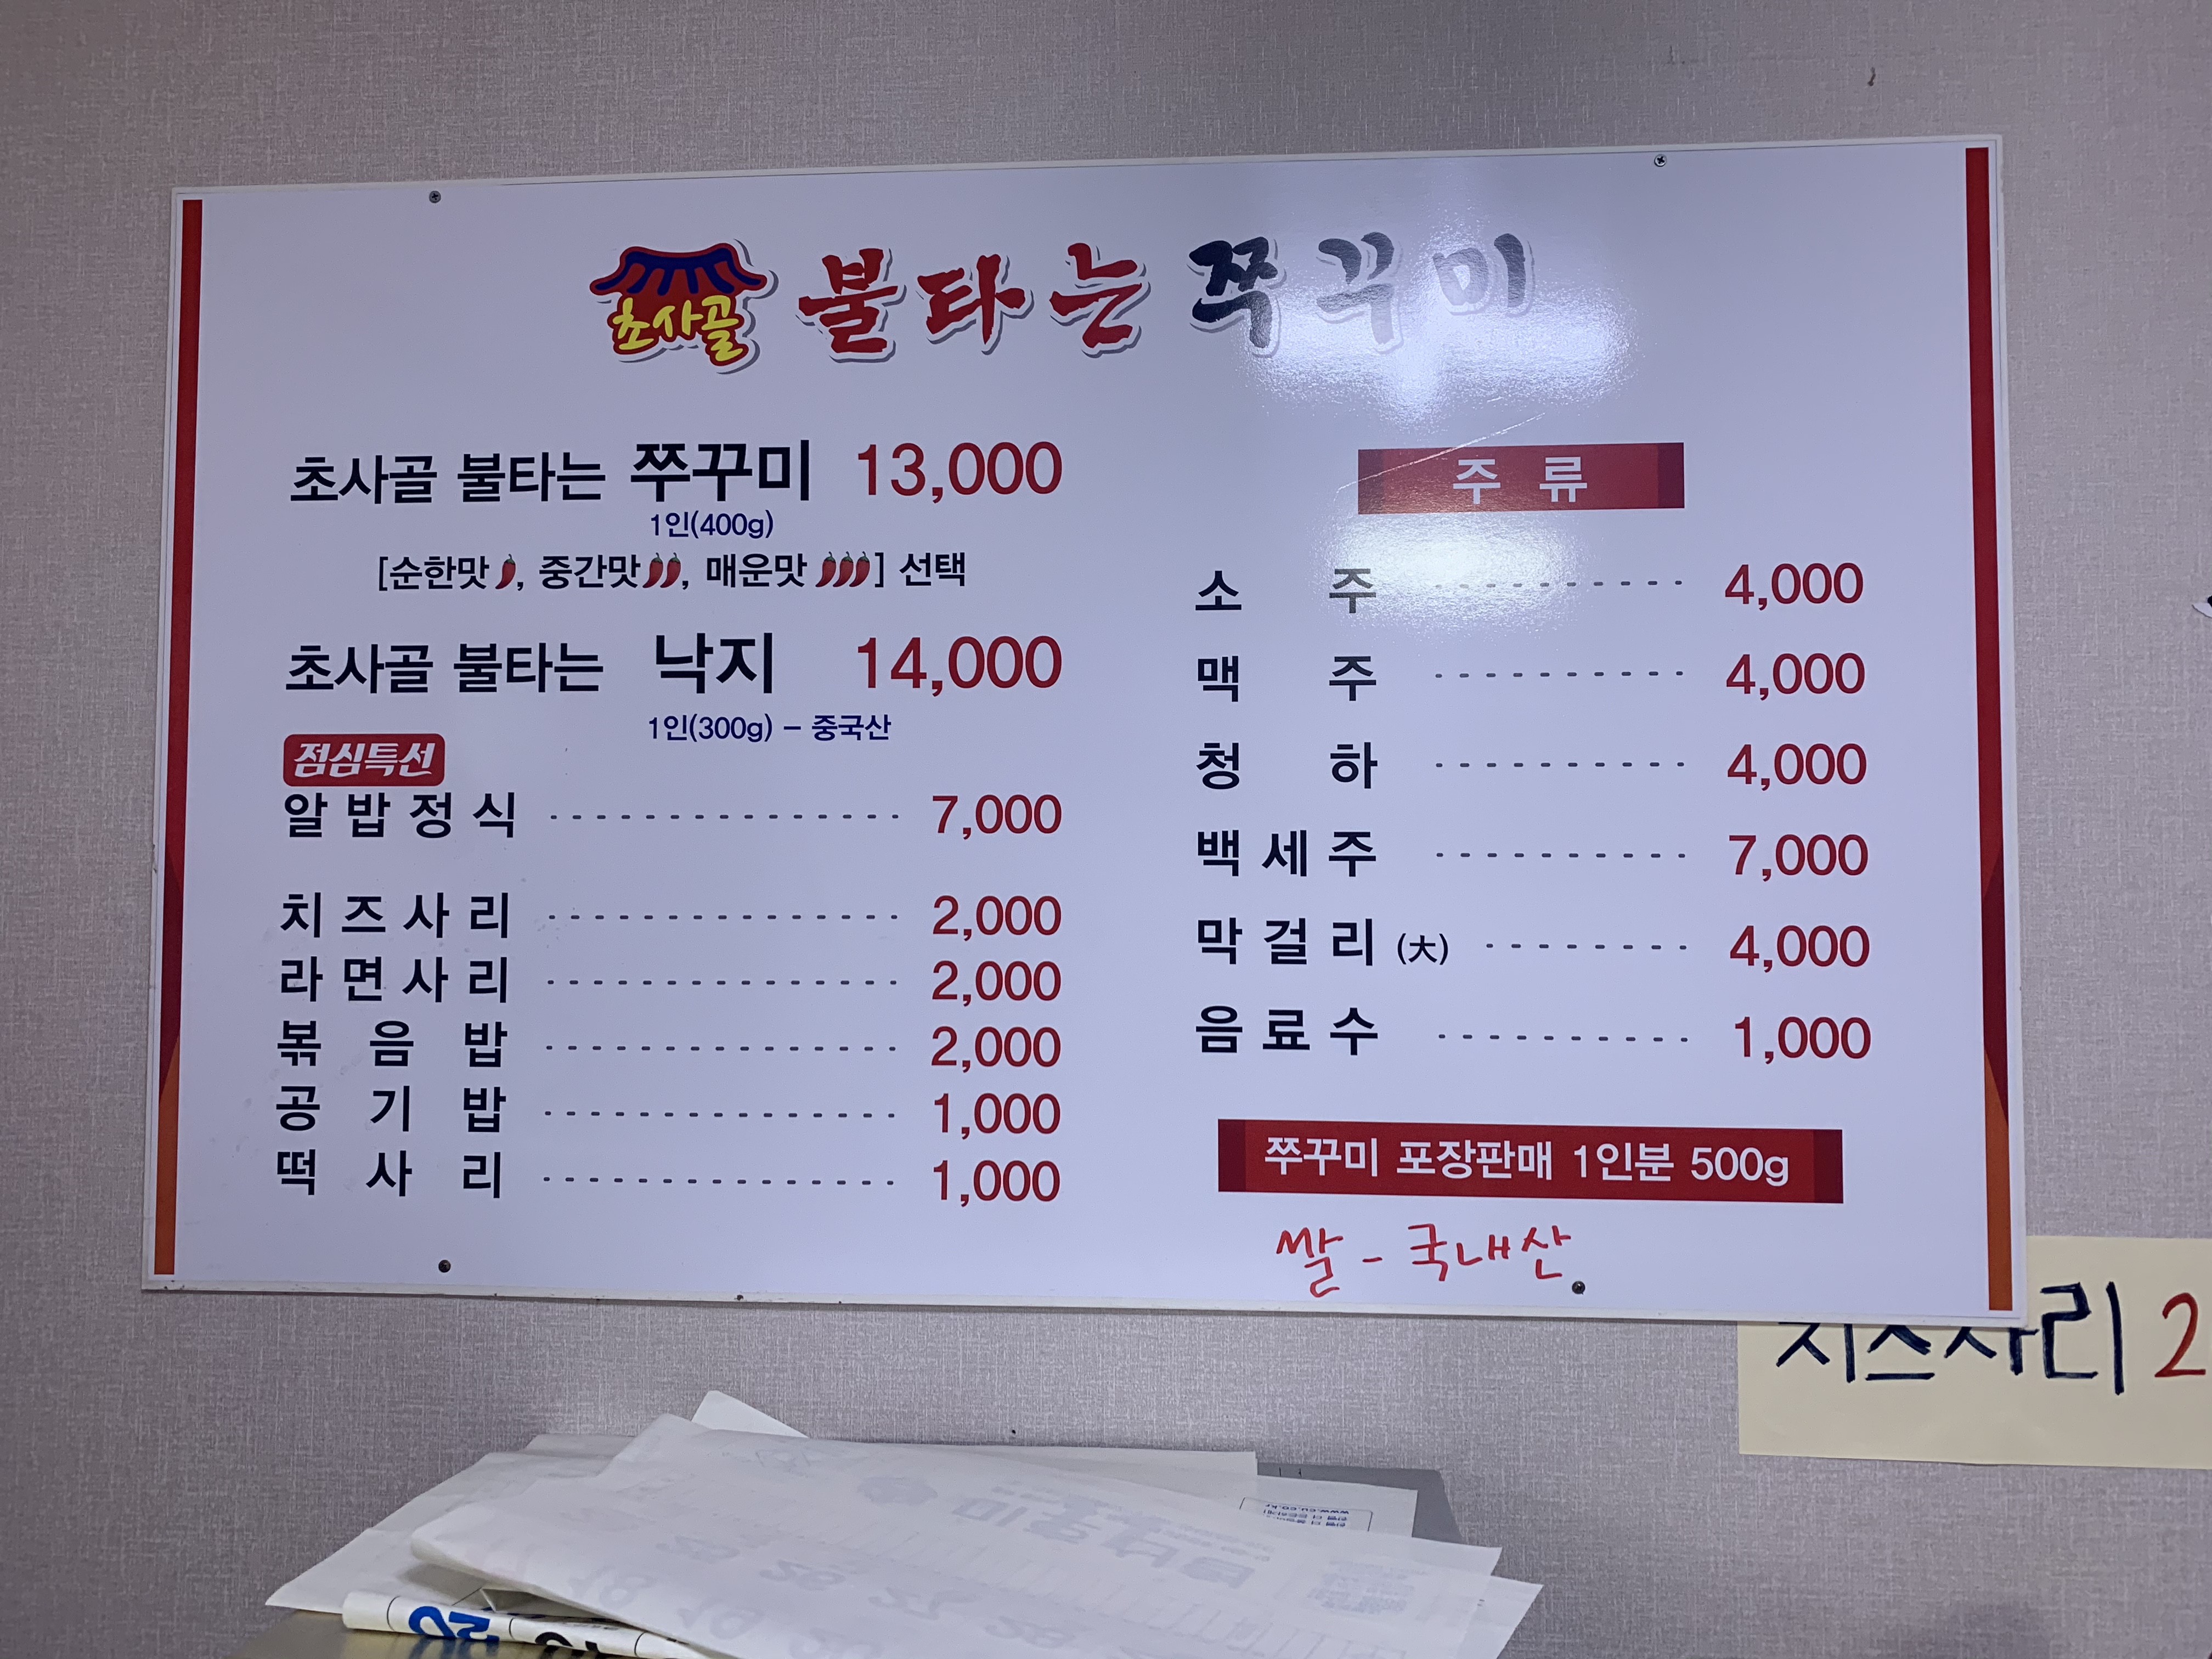 초사골 불타는 쭈꾸미
초사골 불타는 쭈꾸미 13,000
1인(400g)
[순한맛, 중간맛, 매운맛] 선택
초사골 불타는 낙지 14,000
1인(300g) - 중국산
점심특선
알밥정식 7,000
치즈사리 2,000
라면사리 2,000
볶음밥 2,000
공기밥 1,000
떡사리 1,000
주류
소주 4,000
맥주 4,000
청하 4,000
백세주 7,000
막걸리(大) 4,000
음료수 1,000
쭈꾸미 포장판매 1인분 500g
쌀 - 국내산
치즈사리 2